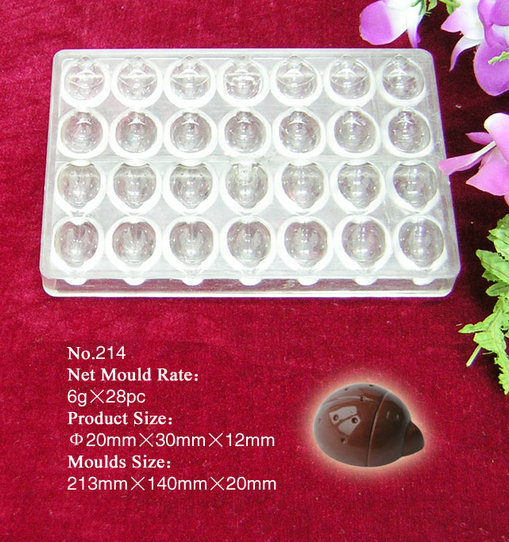 No.214
Net Mould Rate：
6g×28pc
Product Size：
Φ20mm×30mm×12mm
Moulds Size：
213mm×140mm×20mm